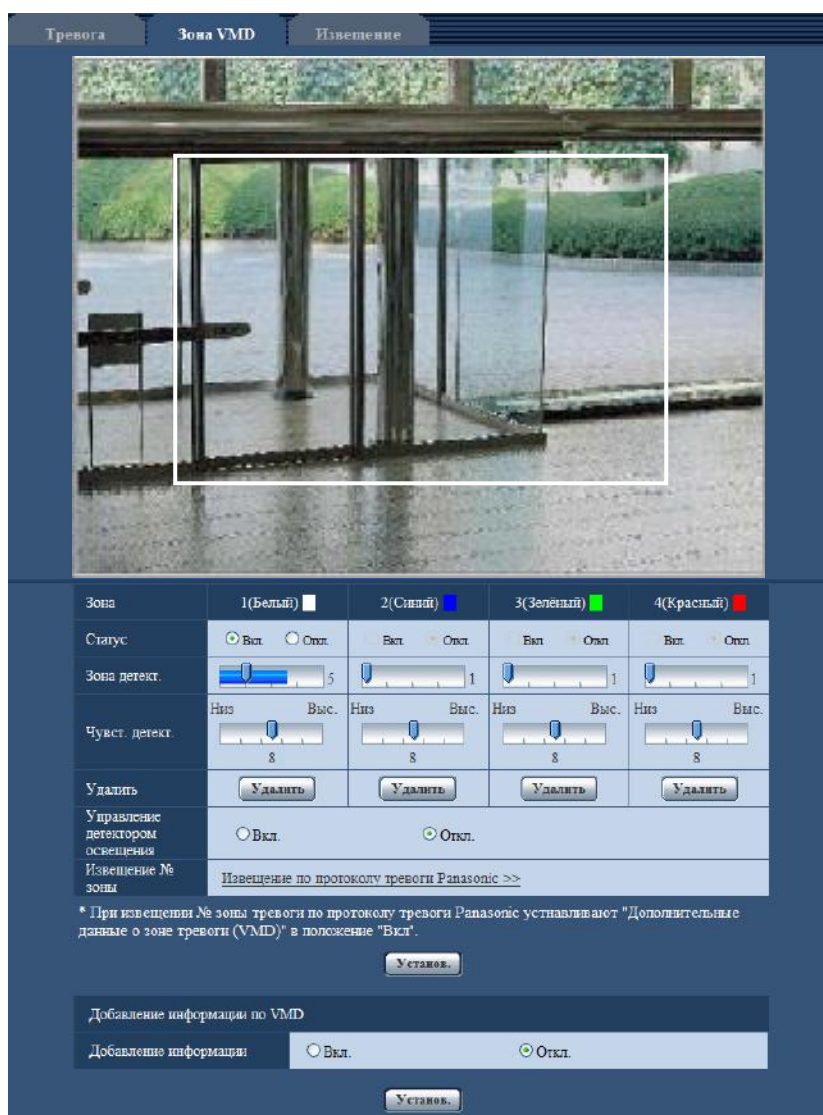 Тревога Зона VMD Извещение
Зона 1(Белый) 2(Синий) 3(Зелёный) 4(Красный)
Статус Вкл. Откл. Вкл. Откл. Вкл. Откл. Вкл. Откл.
Зона детект. 5 1 1 1
Низ Выс. Низ Выс. Низ Выс. Низ Выс.
Чувст. детект.
8 8 8 8
Удалить Удалить Удалить Удалить Удалить
Управление
детектором
освещения
Вкл. Откл.
Извещение №
зоны
Извещение по протоколу тревоги Panasonic >>
* При извещении № зоны тревоги по протоколу тревоги Panasonic устнавливают "Дополнительные
данные о зоне тревоги (VMD)" в положение "Вкл".
Установ.
Добавление информации по VMD
Добавление информации Вкл. Откл.
Установ.